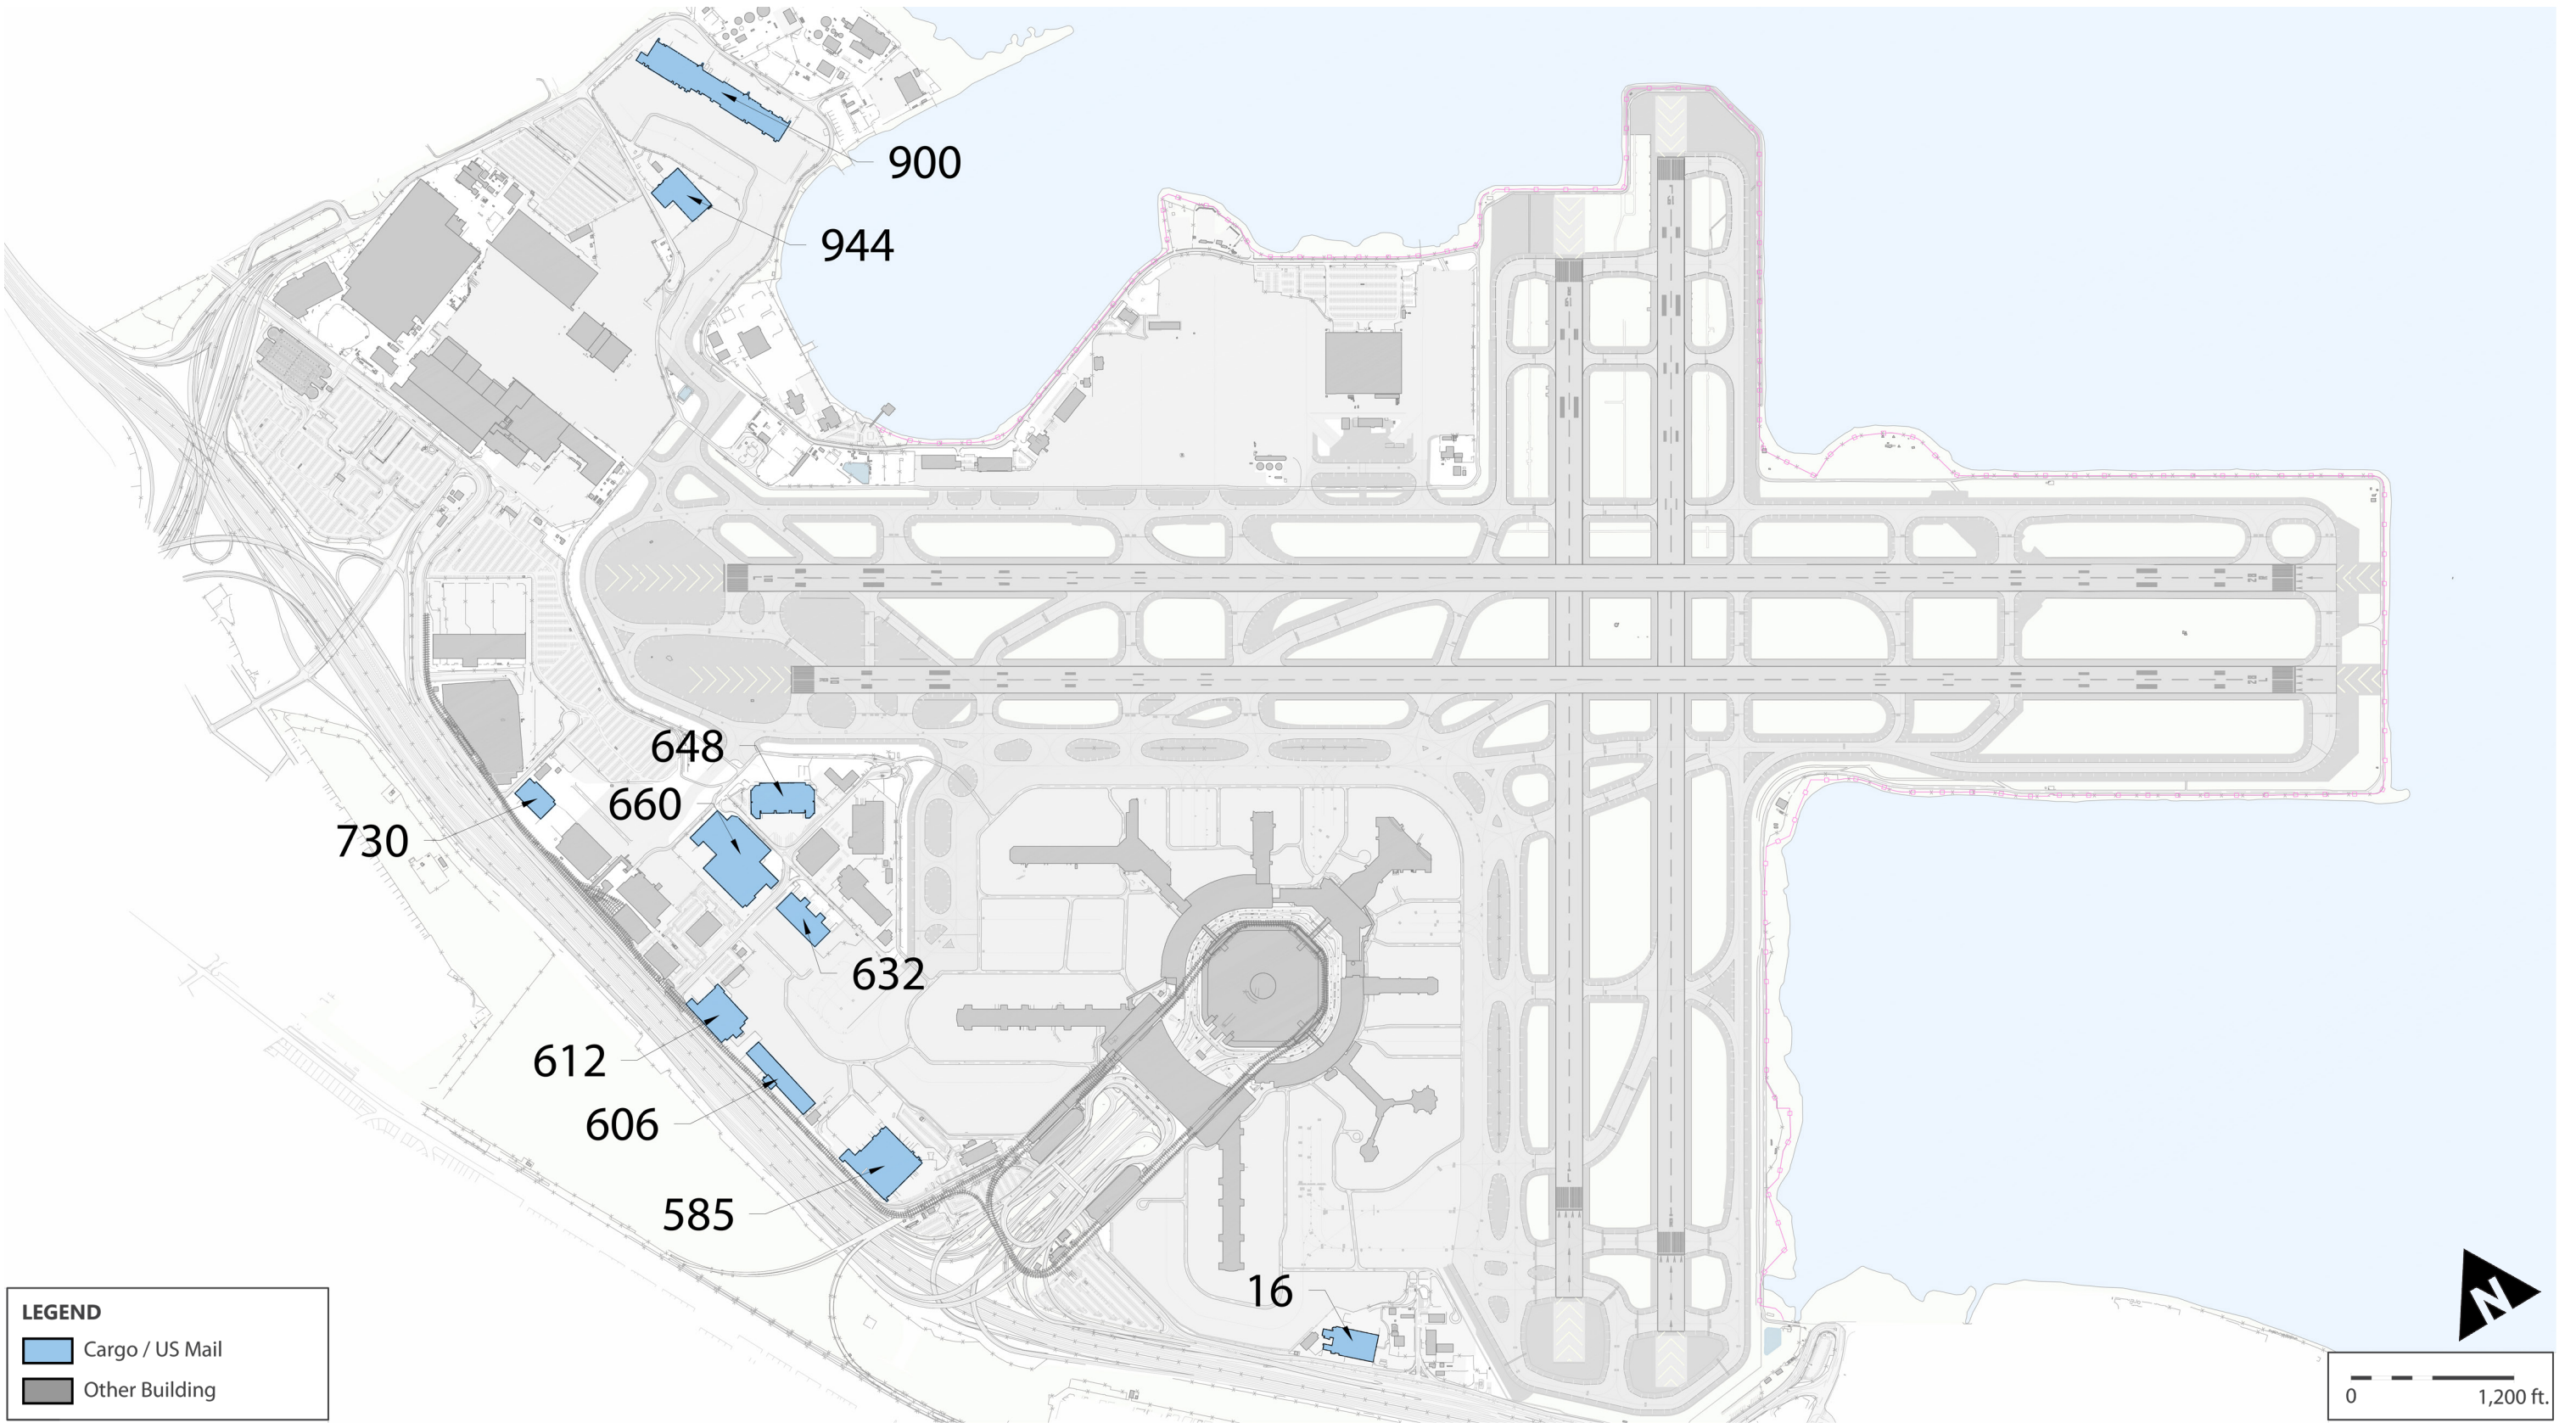 900
944
648
660
730
632
612
606
585
16
LEGEND
Cargo / US Mail
Other Building
N
0 1,200 ft.